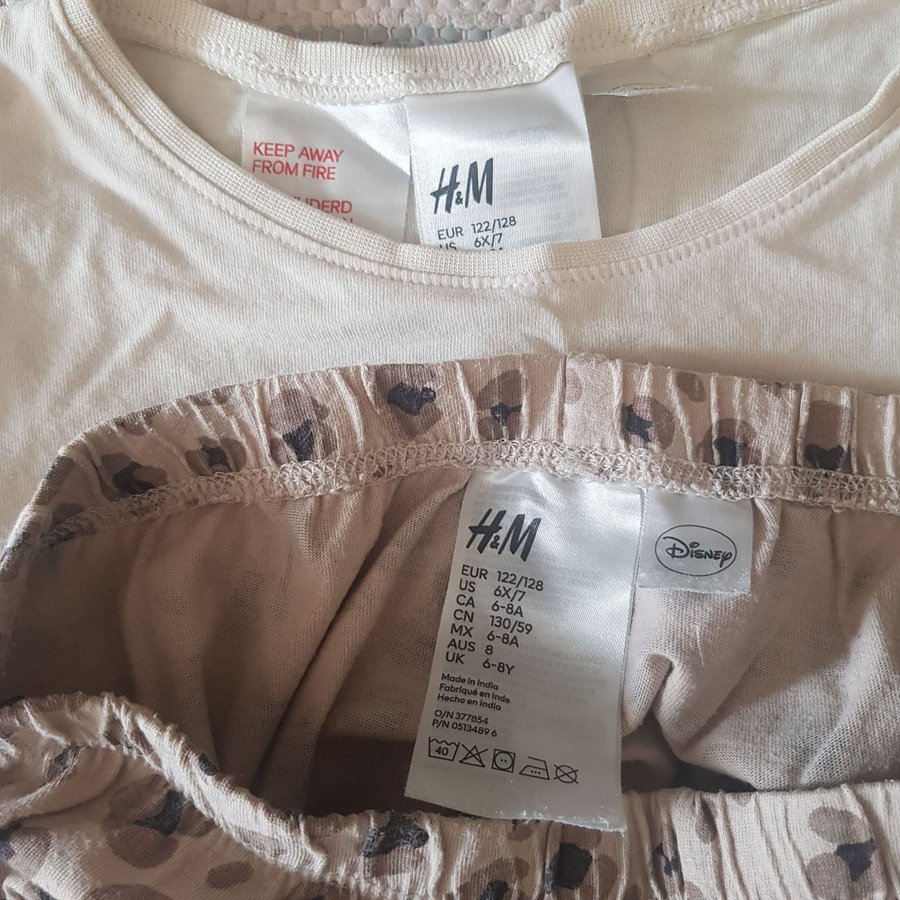 KEEP AWAY
FROM FIRE
H&M
EUR 122/128
US 6X/7
H&M
EUR 122/128
US 6X/7
CA 6-8A
CN 130/59
MX 6-8A
AUS 8
UK 6-8Y
Made in India
Fabriqué en Inde
Hecho en India
O/N 377854
P/N 0513489 6
40
Disney